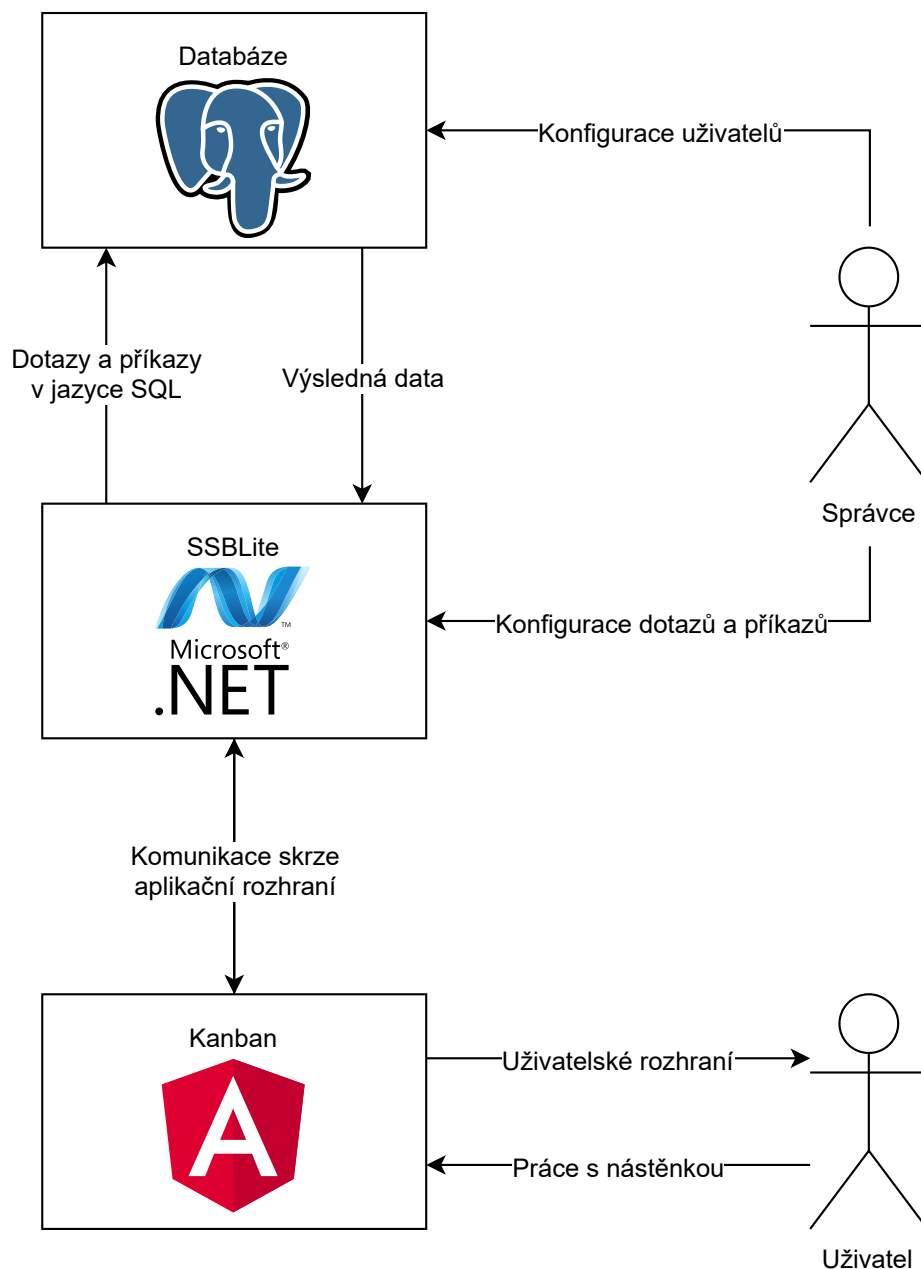 Databáze
Konfigurace uživatelů
Dotazy a příkazy
v jazyce SQL
Výsledná data
Správce
SSBLite
TM
Microsoft®
.NET
Konfigurace dotazů a příkazů
Komunikace skrze
aplikační rozhraní
Kanban
Uživatelské rozhraní
A
Práce s nástěnkou
Uživatel